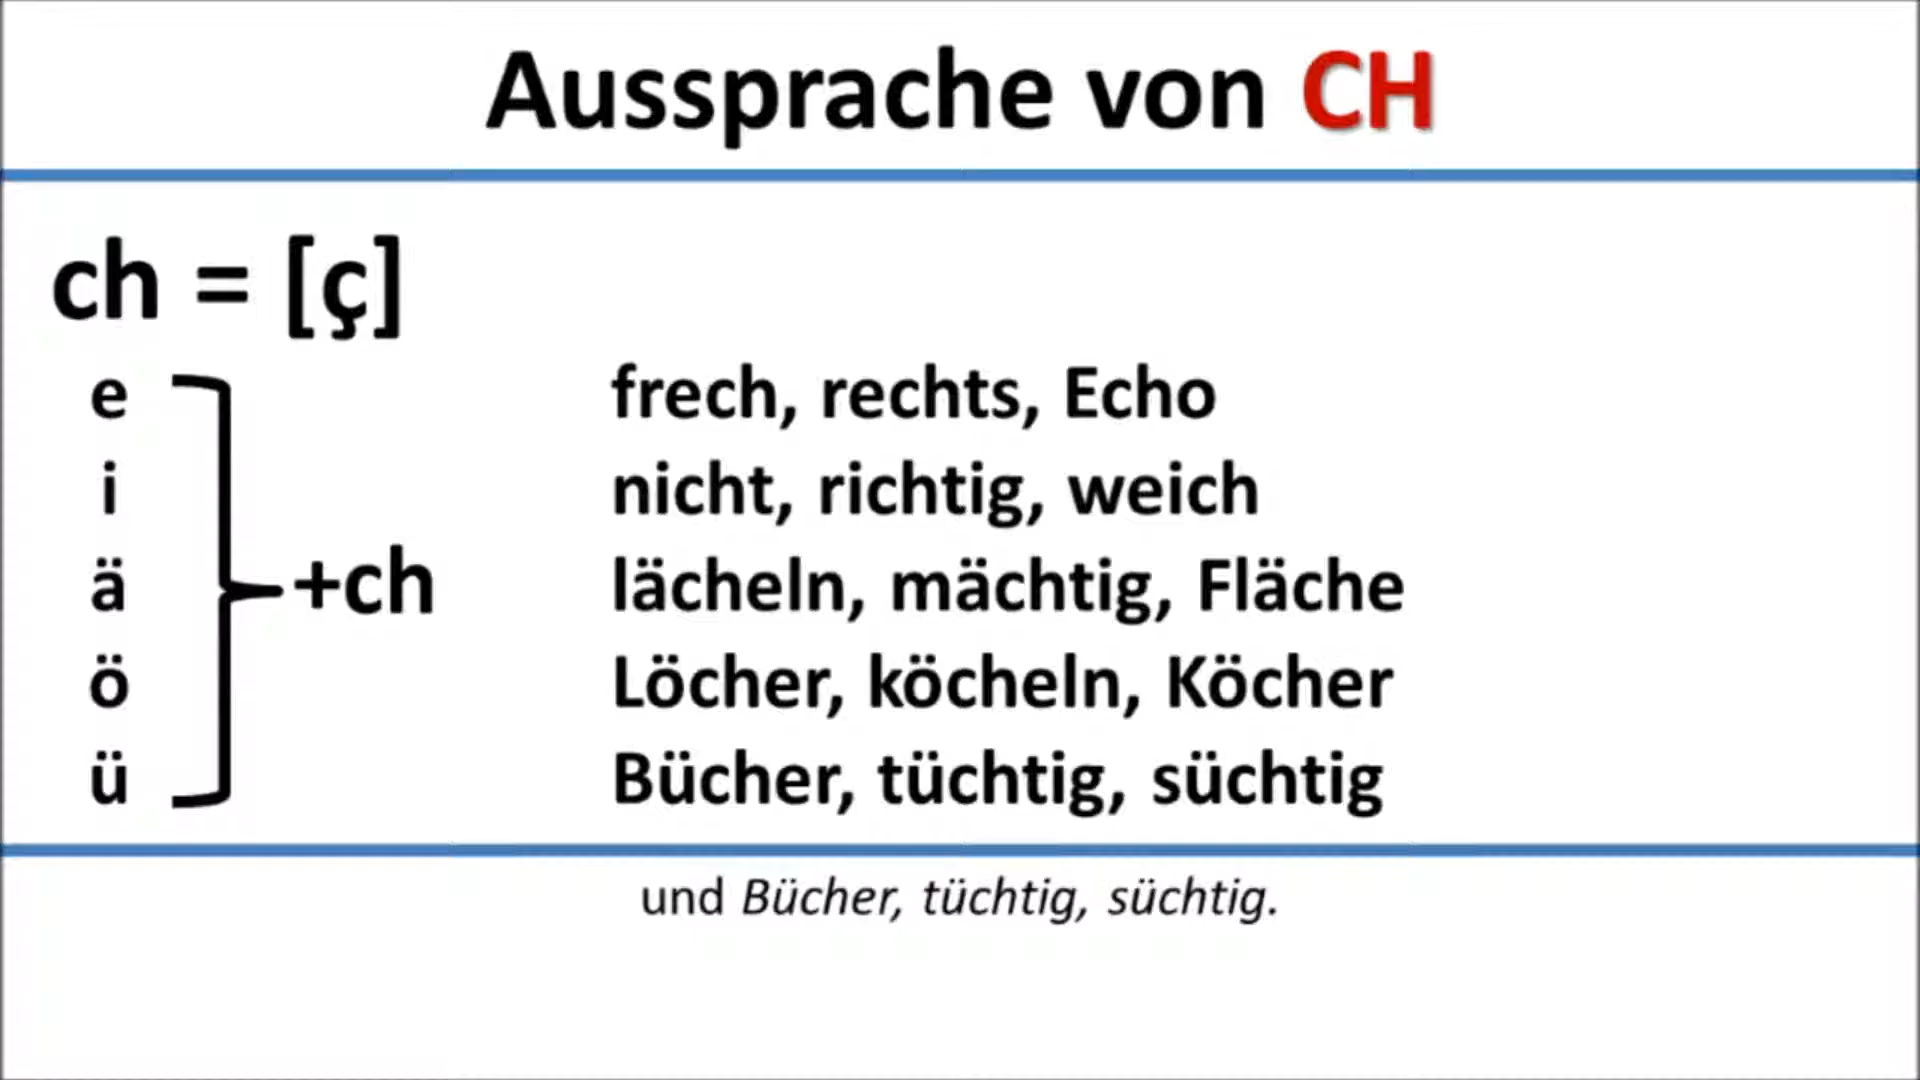 Aussprache von CH
ch = [ç]
e frech, rechts, Echo
i nicht, richtig, weich
ä +ch lächeln, mächtig, Fläche
ö Löcher, köcheln, Köcher
ü Bücher, tüchtig, süchtig
und Bücher, tüchtig, süchtig.